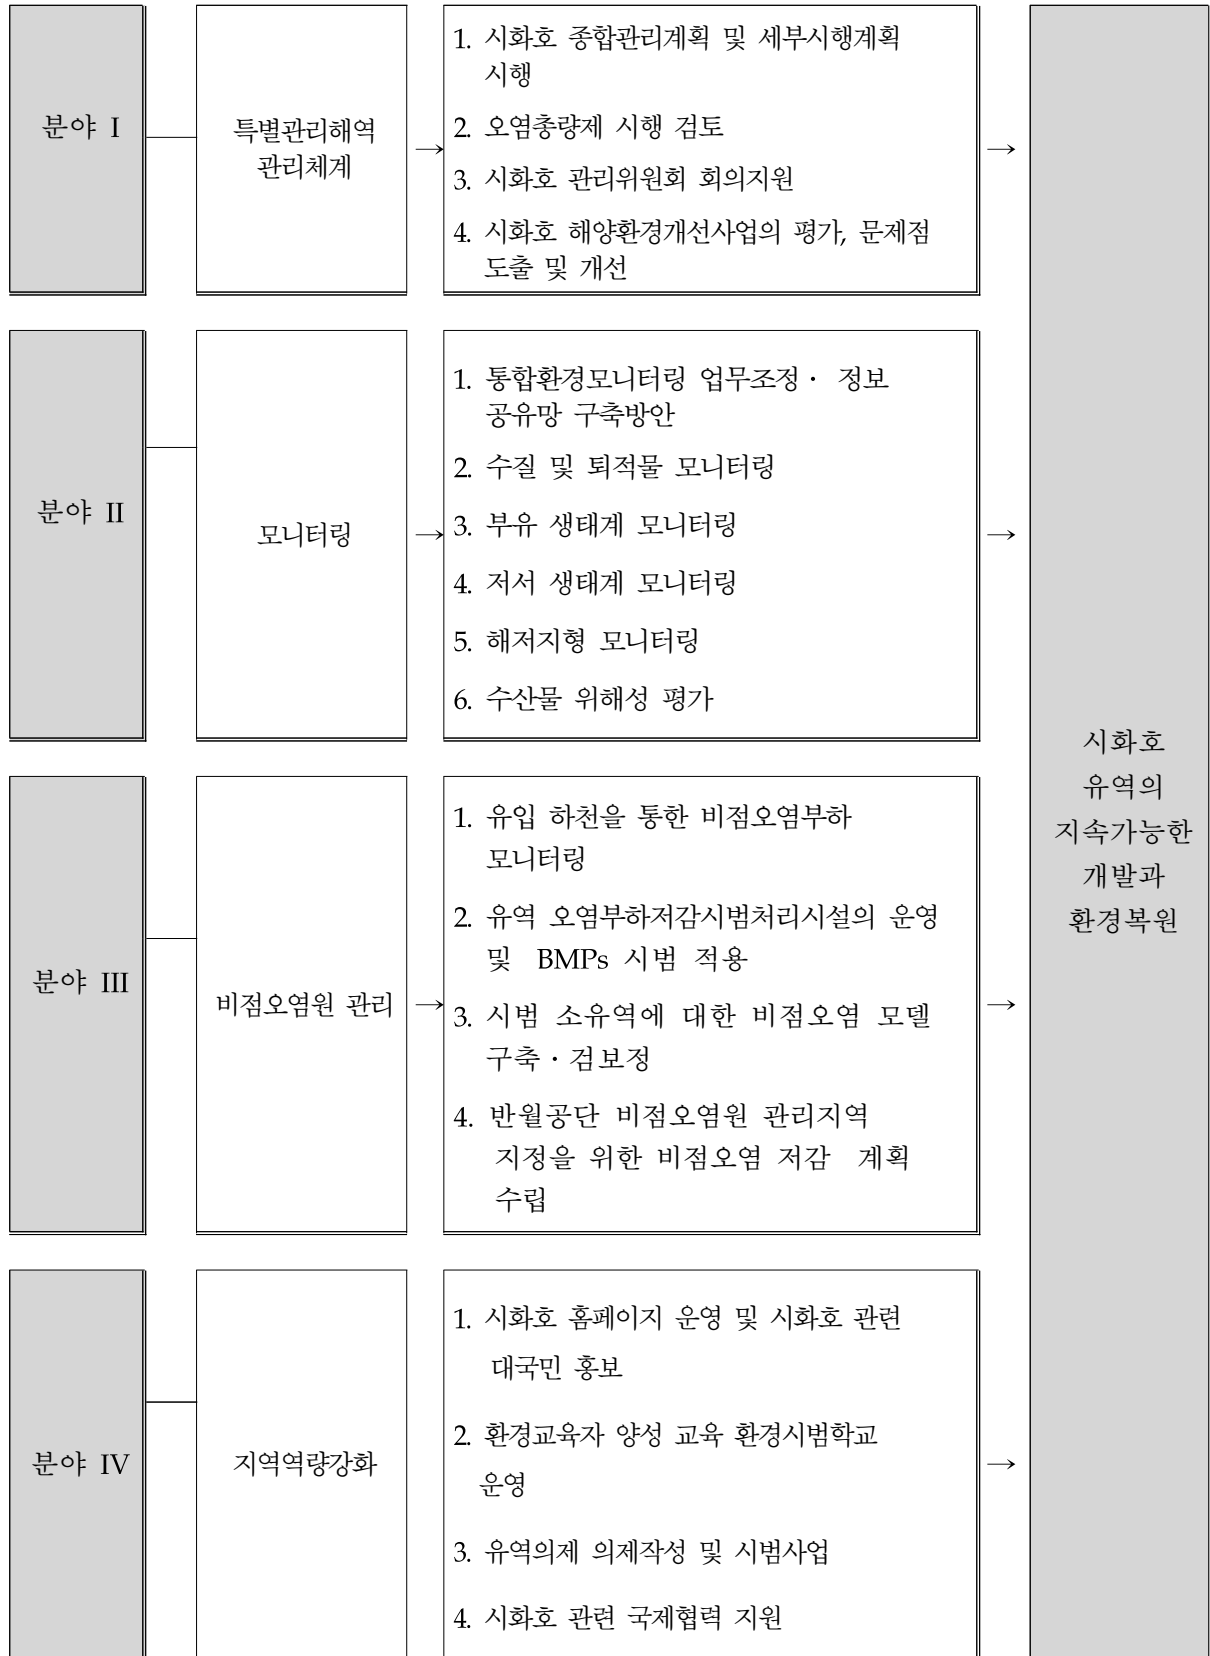 분야 I
특별관리해역
관리체계
→
1. 시화호 종합관리계획 및 세부시행계획
시행
2. 오염총량제 시행 검토
3. 시화호 관리위원회 회의지원
4. 시화호 해양환경개선사업의 평가, 문제점
도출 및 개선
→
분야 II
모니터링
→
1. 통합환경모니터링 업무조정· 정보
공유망 구축방안
2. 수질 및 퇴적물 모니터링
3. 부유 생태계 모니터링
4. 저서 생태계 모니터링
5. 해저지형 모니터링
6. 수산물 위해성 평가
→
분야 III
비점오염원 관리
→
1. 유입 하천을 통한 비점오염부하
모니터링
2. 유역 오염부하저감시범처리시설의 운영
및 BMPs 시범 적용
3. 시범 소유역에 대한 비점오염 모델
구축·검보정
4. 반월공단 비점오염원 관리지역
지정을 위한 비점오염 저감 계획
수립
→
분야 IV
지역역량강화
1. 시화호 홈페이지 운영 및 시화호 관련
대국민 홍보
2. 환경교육자 양성 교육 환경시범학교
운영
3. 유역의제 의제작성 및 시범사업
4. 시화호 관련 국제협력 지원
→
시화호
유역의
지속가능한
개발과
환경복원